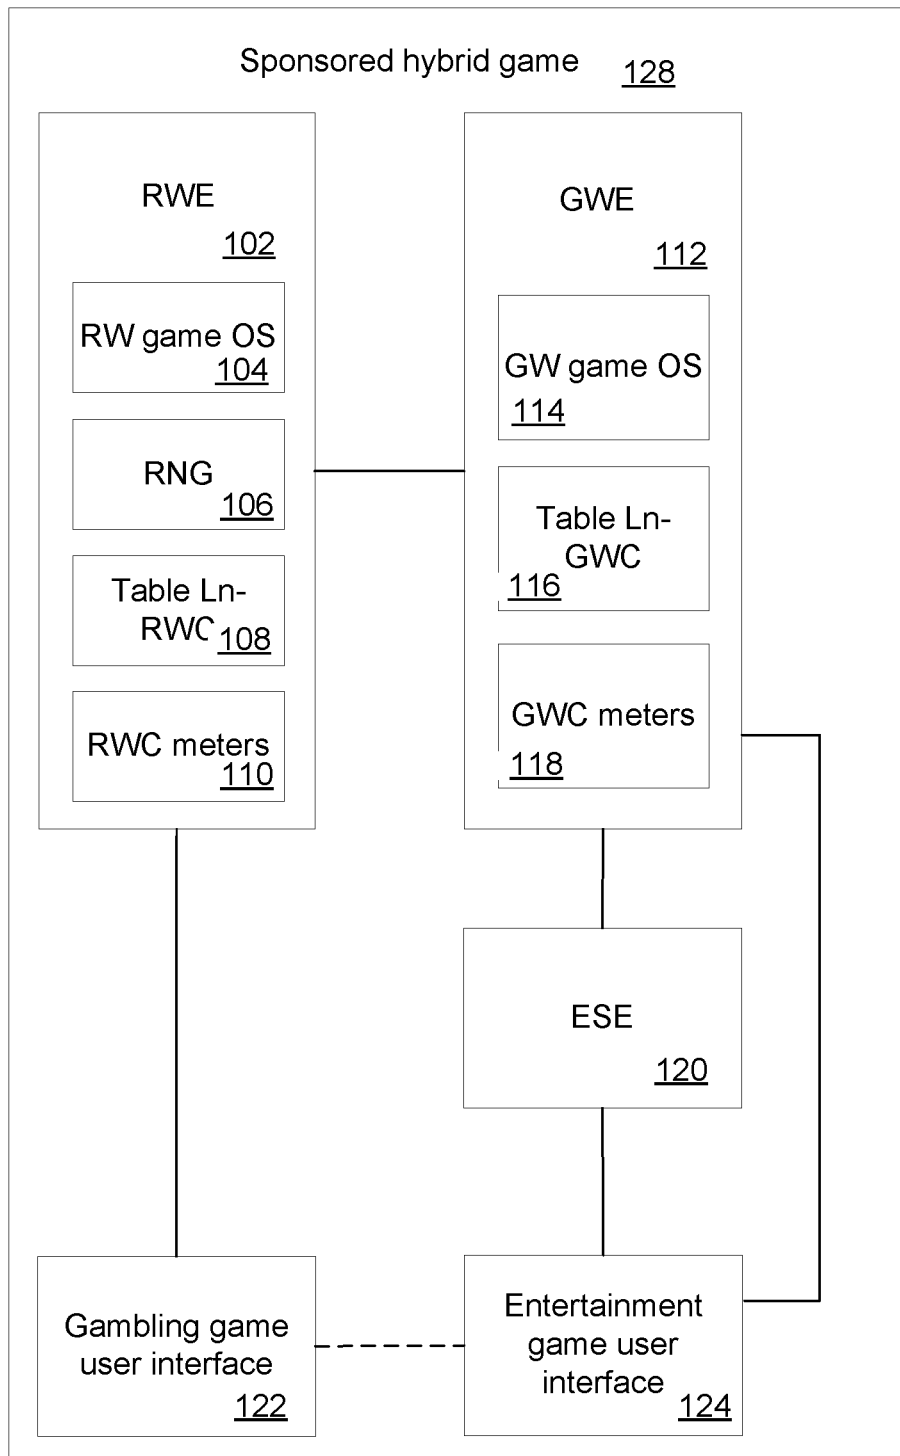 Sponsored hybrid game 128
RWE
102
RW game OS
104
RNG
106
Table Ln-
RWC 108
RWC meters
110
GWE
112
GW game OS
114
Table Ln-
GWC
116
GWC meters
118
ESE
120
Gambling game
user interface
122
Entertainment
game user
interface
124